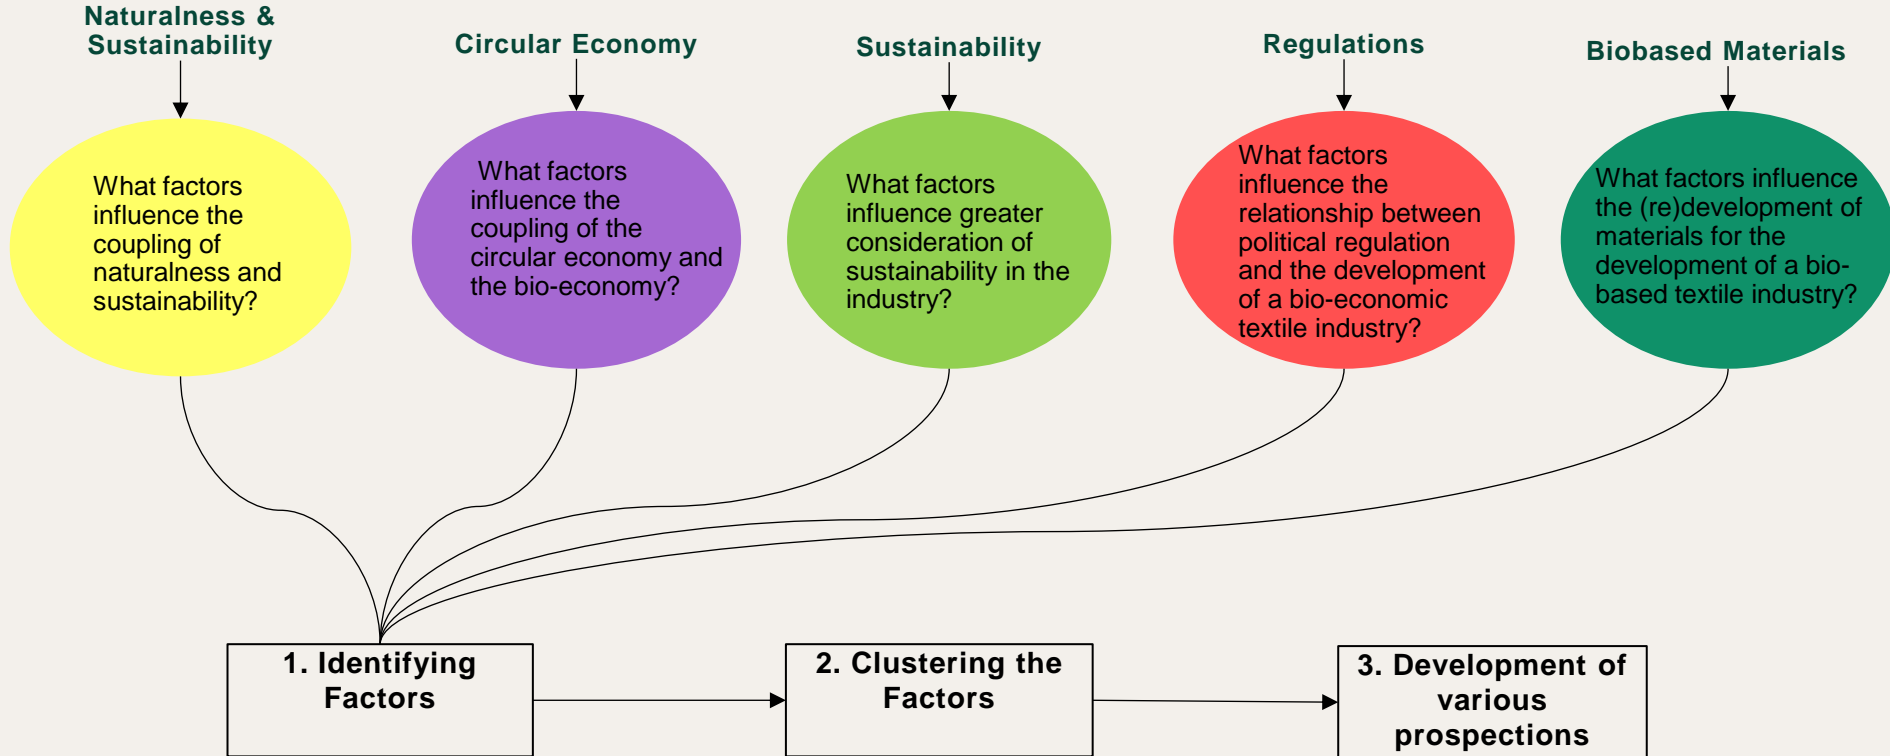 Naturalness &
Sustainability
Circular Economy
Sustainability
Regulations
Biobased Materials
What factors
influence the
coupling of
naturalness and
sustainability?
What factors
influence the
coupling of the
circular economy and
the bio-economy?
What factors
influence greater
consideration of
sustainability in the
industry?
What factors
influence the
relationship between
political regulation
and the development
of a bio-economic
textile industry?
What factors influence
the (re)development of
materials for the
development of a bio-
based textile industry?
1. Identifying
Factors
2. Clustering the
Factors
3. Development of
various
prospections